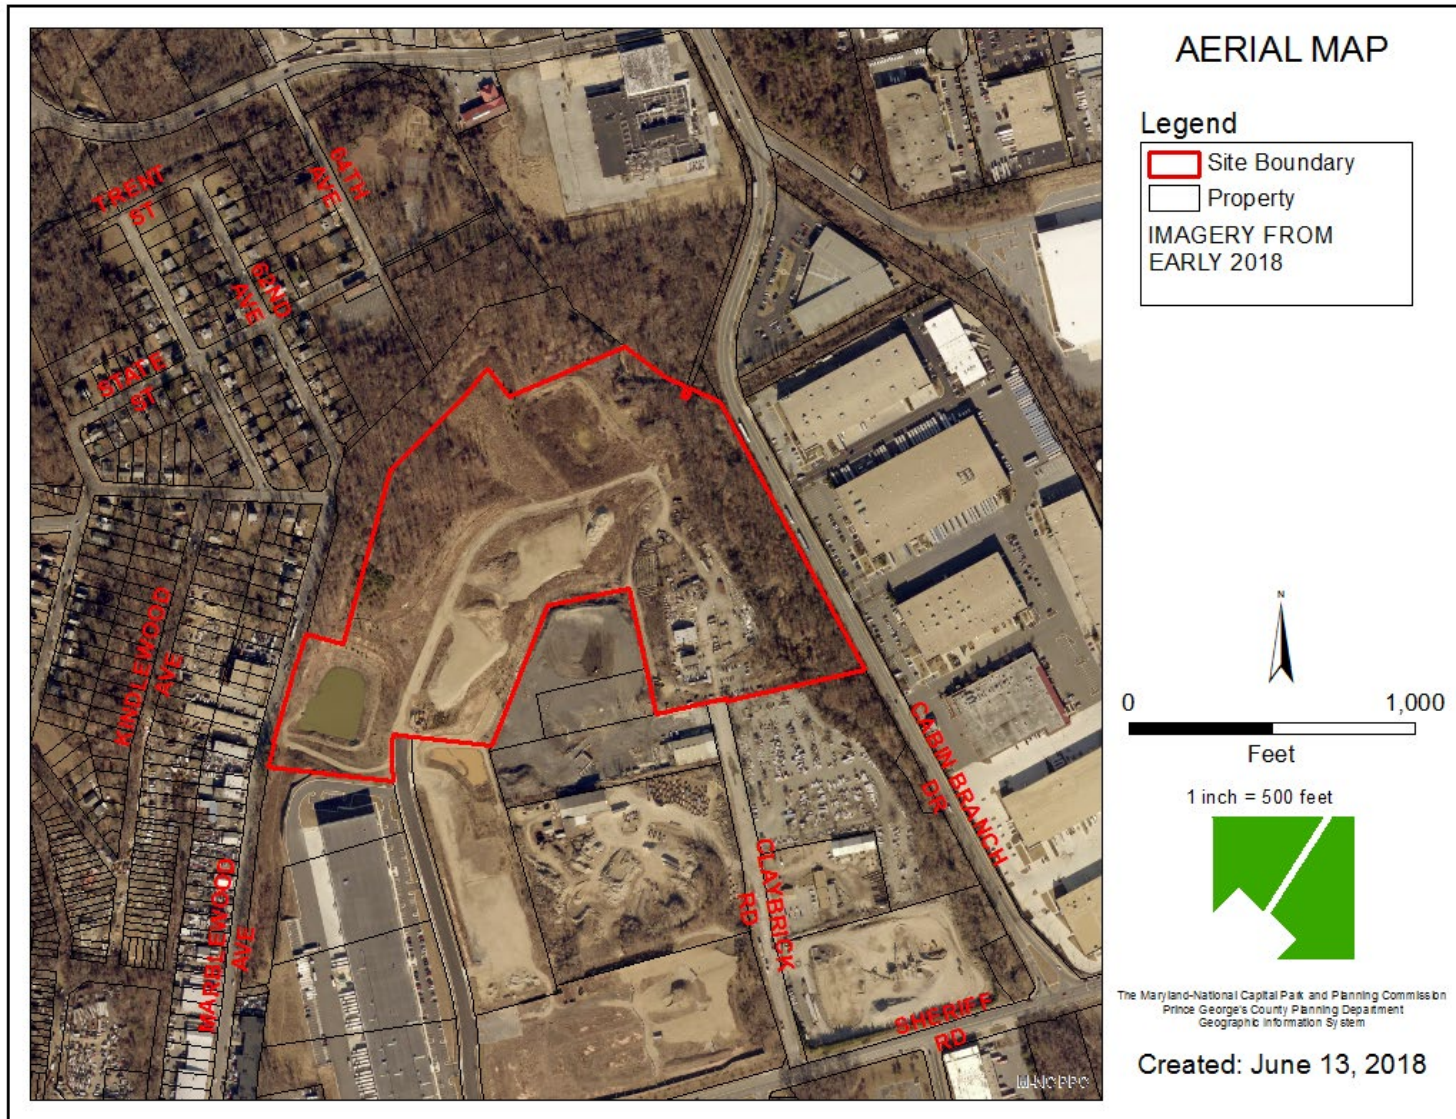 AERIAL MAP
Legend
Site Boundary
Property
IMAGERY FROM
EARLY 2018
TRENT
ST
64TH
AVE
62ND
AVE
STATE
ST
KINDLEWOOD
AVE
MARBLEWOOD
AVE
CABIN BRANCH
DR
CLAYBRICK
RD
SHERIFF
RD
M-NCPPC
N
0
1,000
Feet
1 inch = 500 feet
The Maryland-National Capital Park and Planning Commission
Prince George's County Planning Department
Geographic Information System
Created: June 13, 2018